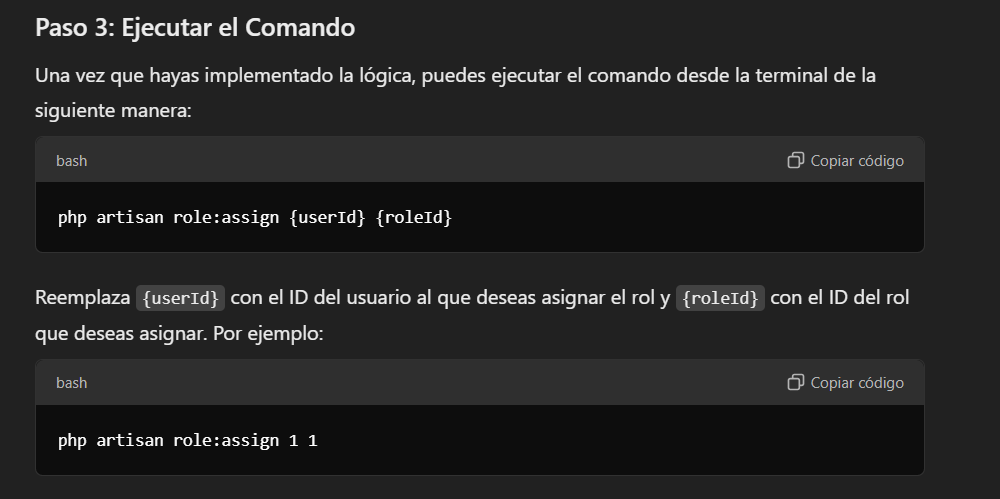 Paso 3: Ejecutar el Comando
Una vez que hayas implementado la lógica, puedes ejecutar el comando desde la terminal de la
siguiente manera:
bash
Copiar código
php artisan role:assign {userId} {roleId}
Reemplaza {userId} con el ID del usuario al que deseas asignar el rol y {roleId} con el ID del rol
que deseas asignar. Por ejemplo:
bash
Copiar código
php artisan role:assign 1 1